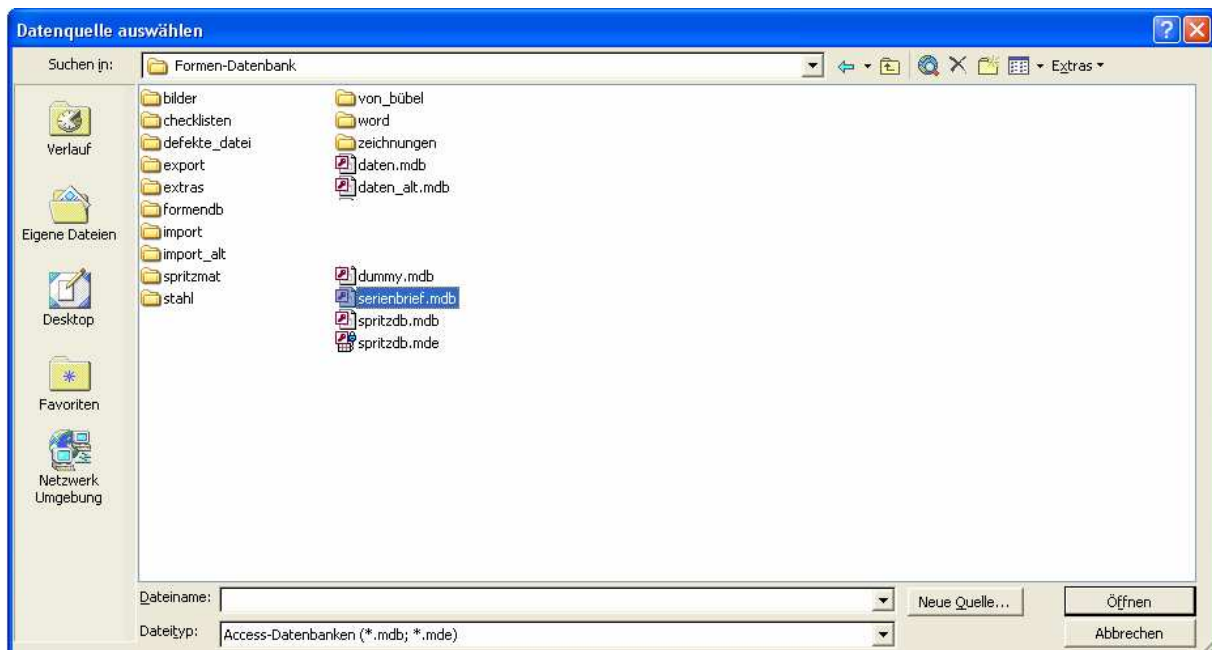 Datenquelle auswählen
Suchen in:
Formen-Datenbank
Extras
Verlauf
Eigene Dateien
Desktop
Favoriten
Netzwerk
Umgebung
bilder
checklisten
defekte_datei
export
extras
formendb
import
import_alt
spritzmat
stahl
von_bübel
word
zeichnungen
daten.mdb
daten_alt.mdb
dummy.mdb
serienbrief.mdb
spritzdb.mdb
spritzdb.mde
Dateiname:
Neue Quelle...
Öffnen
Dateityp:
Access-Datenbanken (*.mdb; *.mde)
Abbrechen